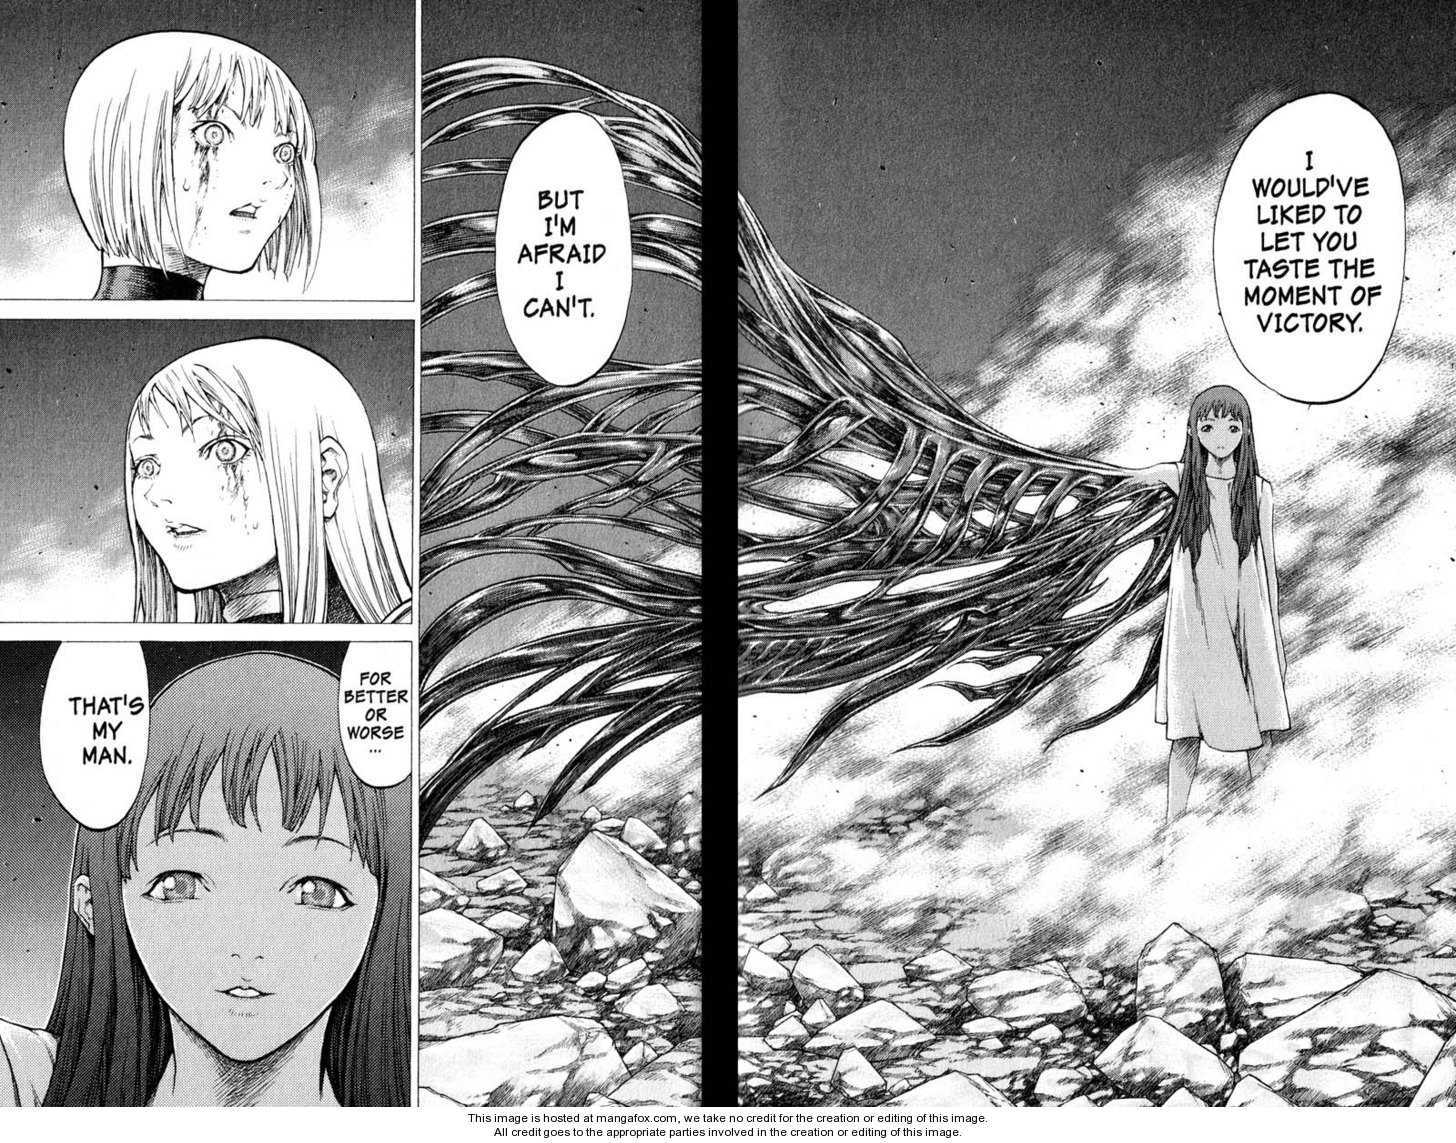 I
WOULD'VE
LIKED TO
LET YOU
TASTE THE
MOMENT OF
VICTORY.
BUT
I'M
AFRAID
I
CAN'T.
FOR
BETTER
OR
WORSE
...
THAT'S
MY
MAN.
This image is hosted at mangafox.com, we take no credit for the creation or editing of this image.
All credit goes to the appropriate parties involved in the creation or editing of this image.